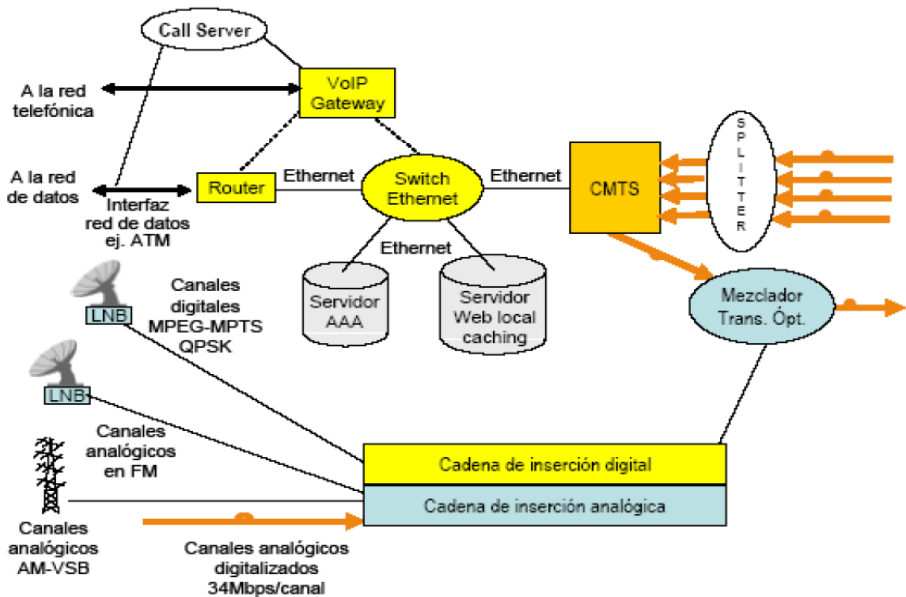 Call Server
A la red
telefónica
VoIP
Gateway
A la red
de datos
Router
Ethernet
Interfaz
red de datos
ej. ATM
Switch
Ethernet
Ethernet
CMTS
SPLITTER
Ethernet
Servidor
AAA
Servidor
Web local
caching
Mezclador
Trans. Ópt.
LNB
Canales
digitales
MPEG-MPTS
QPSK
LNB
Canales
analógicos
en FM
Cadena de inserción digital
Cadena de inserción analógica
Canales
analógicos
AM-VSB
Canales analógicos
digitalizados
34Mbps/canal